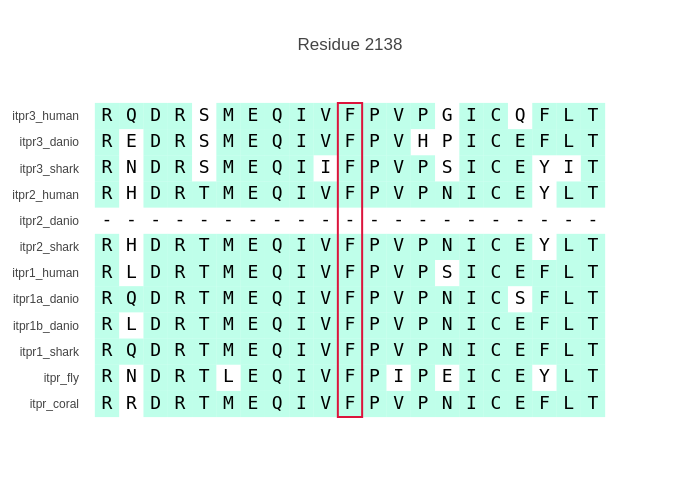 Residue 2138
itpr3_human R Q D R S M E Q I V F P V P G I C Q F L T
itpr3_danio R E D R S M E Q I V F P V H P I C E F L T
itpr3_shark R N D R S M E Q I I F P V P S I C E Y I T
itpr2_human R H D R T M E Q I V F P V P N I C E Y L T
itpr2_danio - - - - - - - - - - - - - - - - - - - - -
itpr2_shark R H D R T M E Q I V F P V P N I C E Y L T
itpr1_human R L D R T M E Q I V F P V P S I C E F L T
itpr1a_danio R Q D R T M E Q I V F P V P N I C S F L T
itpr1b_danio R L D R T M E Q I V F P V P N I C E F L T
itpr1_shark R Q D R T M E Q I V F P V P N I C E F L T
itpr_fly R N D R T L E Q I V F P I P E I C E Y L T
itpr_coral R R D R T M E Q I V F P V P N I C E F L T